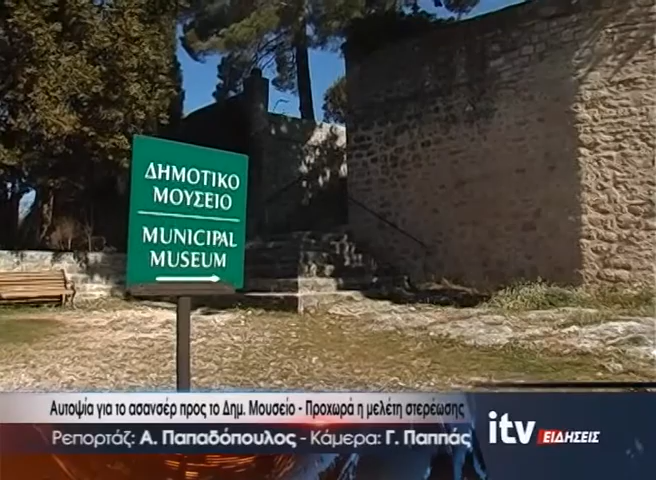 ΔΗΜΟΤΙΚΟ
ΜΟΥΣΕΙΟ
MUNICIPAL
MUSEUM
Αυτοψία για το ασανσέρ προς το Δημ. Μουσείο - Προχωρά η μελέτη στερέωσης
Ρεπορτάζ: Α. Παπαδόπουλος - Κάμερα: Γ. Παππάς
itv ΕΙΔΗΣΕΙΣ